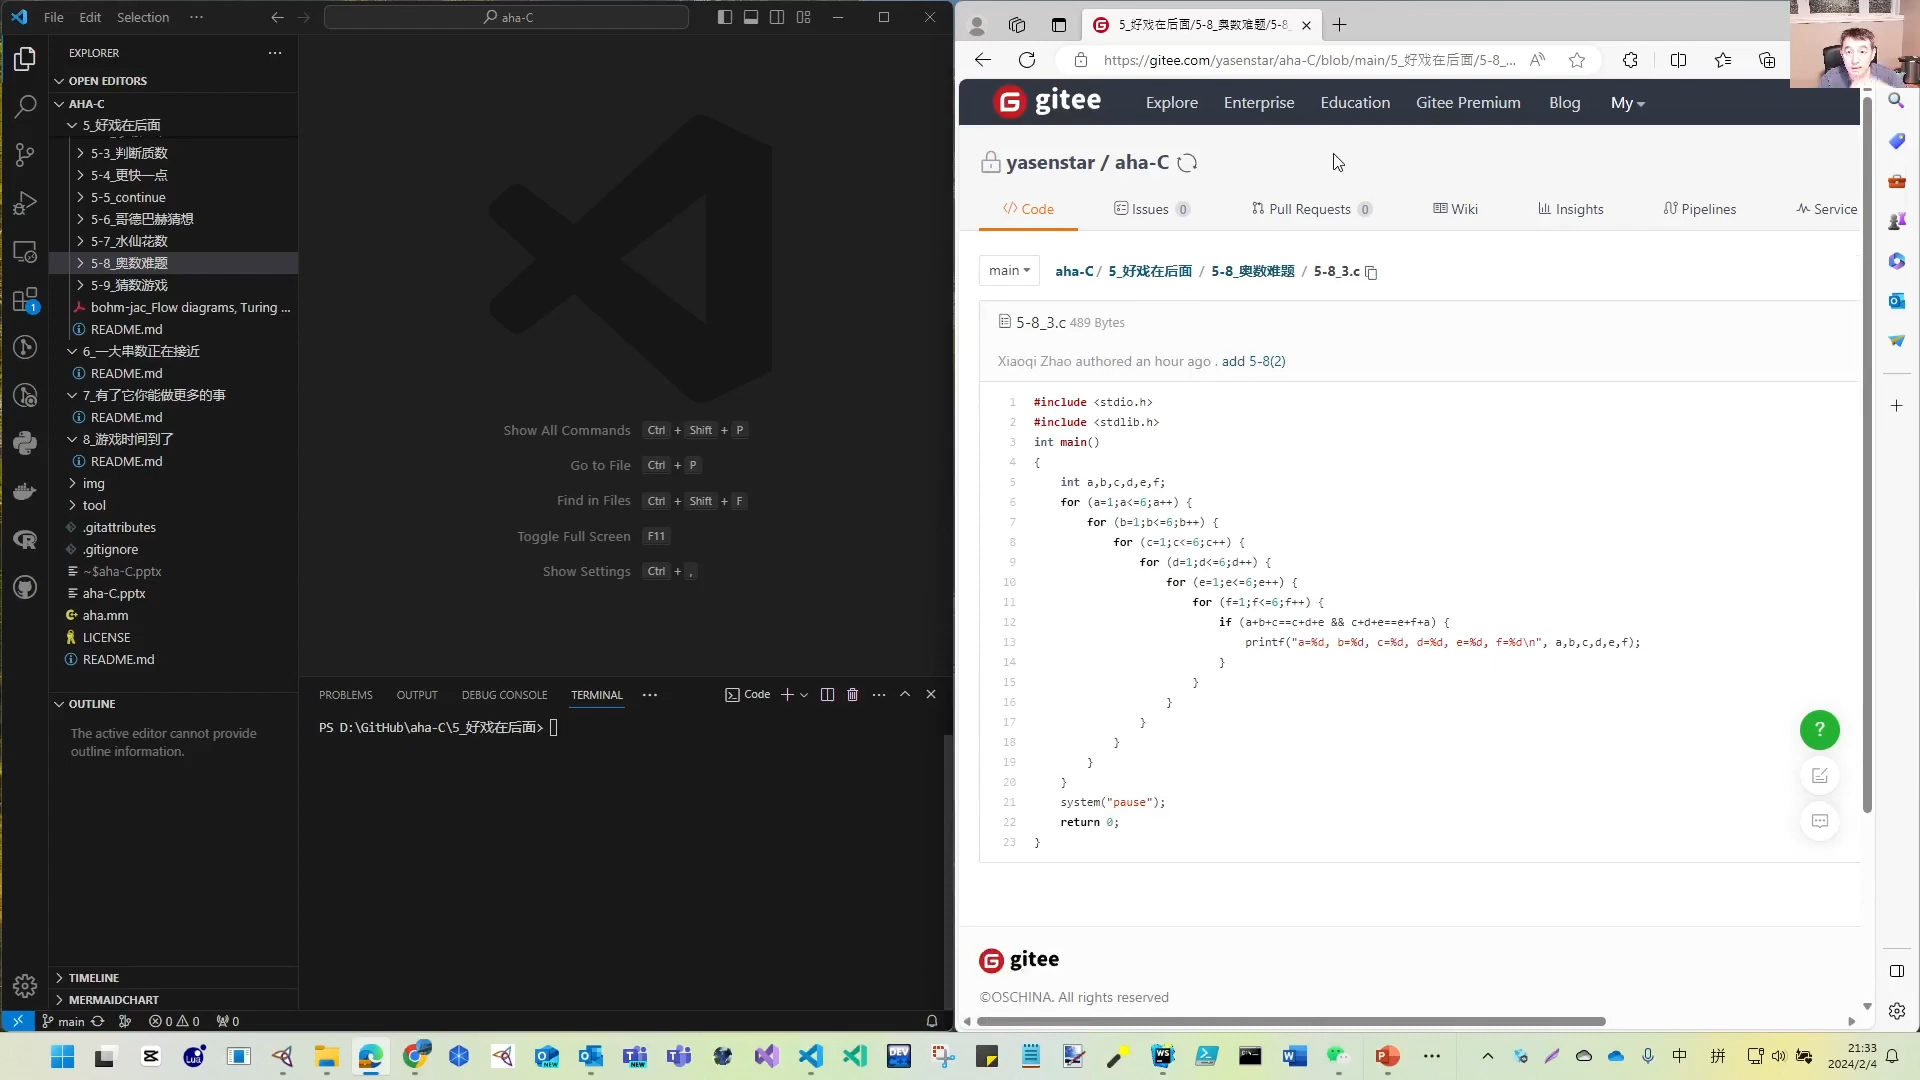 File Edit Selection ···
aha-C
EXPLORER
OPEN EDITORS
AHA-C
5_好戏在后面
5-3_判断质数
5-4_更快一点
5-5_continue
5-6_哥德巴赫猜想
5-7_水仙花数
5-8_奥数难题
5-9_猜数游戏
bohm-jac_Flow diagrams, Turing ...
README.md
6_一大串数正在接近
README.md
7_有了它你能做更多的事
README.md
8_游戏时间到了
README.md
img
tool
.gitattributes
.gitignore
~$aha-C.pptx
aha-C.pptx
aha.mm
LICENSE
README.md
OUTLINE
The active editor cannot provide
outline information.
TIMELINE
MERMAIDCHART
1
Show All Commands Ctrl + Shift + P
Go to File Ctrl + P
Find in Files Ctrl + Shift + F
Toggle Full Screen F11
Show Settings Ctrl + ,
PROBLEMS OUTPUT DEBUG CONSOLE TERMINAL ··· Code
PS D:\GitHub\aha-C\5_好戏在后面>
main 0 0 0
5_好戏在后面/5-8_奥数难题/5-8_
https://gitee.com/yasenstar/aha-C/blob/main/5_好戏在后面/5-8_...
gitee Explore Enterprise Education Gitee Premium Blog My
yasenstar / aha-C
Code Issues 0 Pull Requests 0 Wiki Insights Pipelines Service
main aha-C / 5_好戏在后面 / 5-8_奥数难题 / 5-8_3.c
5-8_3.c 489 Bytes
Xiaoqi Zhao authored an hour ago . add 5-8(2)
1 #include <stdio.h>
2 #include <stdlib.h>
3 int main()
4 {
5 int a,b,c,d,e,f;
6 for (a=1;a<=6;a++) {
7 for (b=1;b<=6;b++) {
8 for (c=1;c<=6;c++) {
9 for (d=1;d<=6;d++) {
10 for (e=1;e<=6;e++) {
11 for (f=1;f<=6;f++) {
12 if (a+b+c==c+d+e && c+d+e==e+f+a) {
13 printf("a=%d, b=%d, c=%d, d=%d, e=%d, f=%d\n", a,b,c,d,e,f);
14 }
15 }
16 }
17 }
18 }
19 }
20 }
21 system("pause");
22 return 0;
23 }
?
gitee
©OSCHINA. All rights reserved
中 拼
21:33
2024/2/4